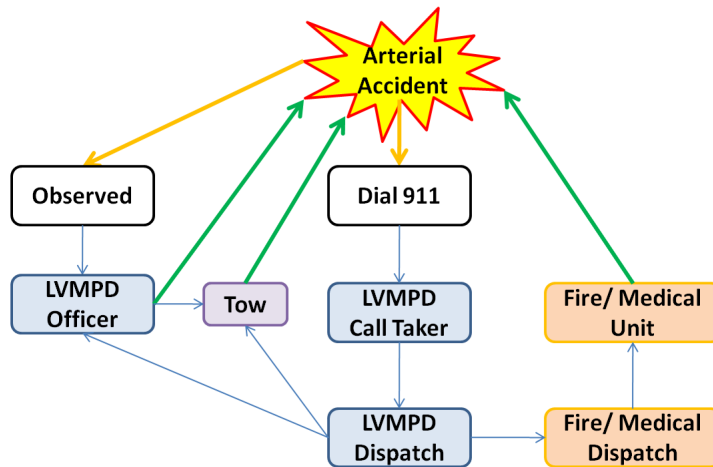 Arterial
Accident
Observed
Dial 911
LVMPD
Officer
Tow
LVMPD
Call Taker
Fire/ Medical
Unit
LVMPD
Dispatch
Fire/ Medical
Dispatch